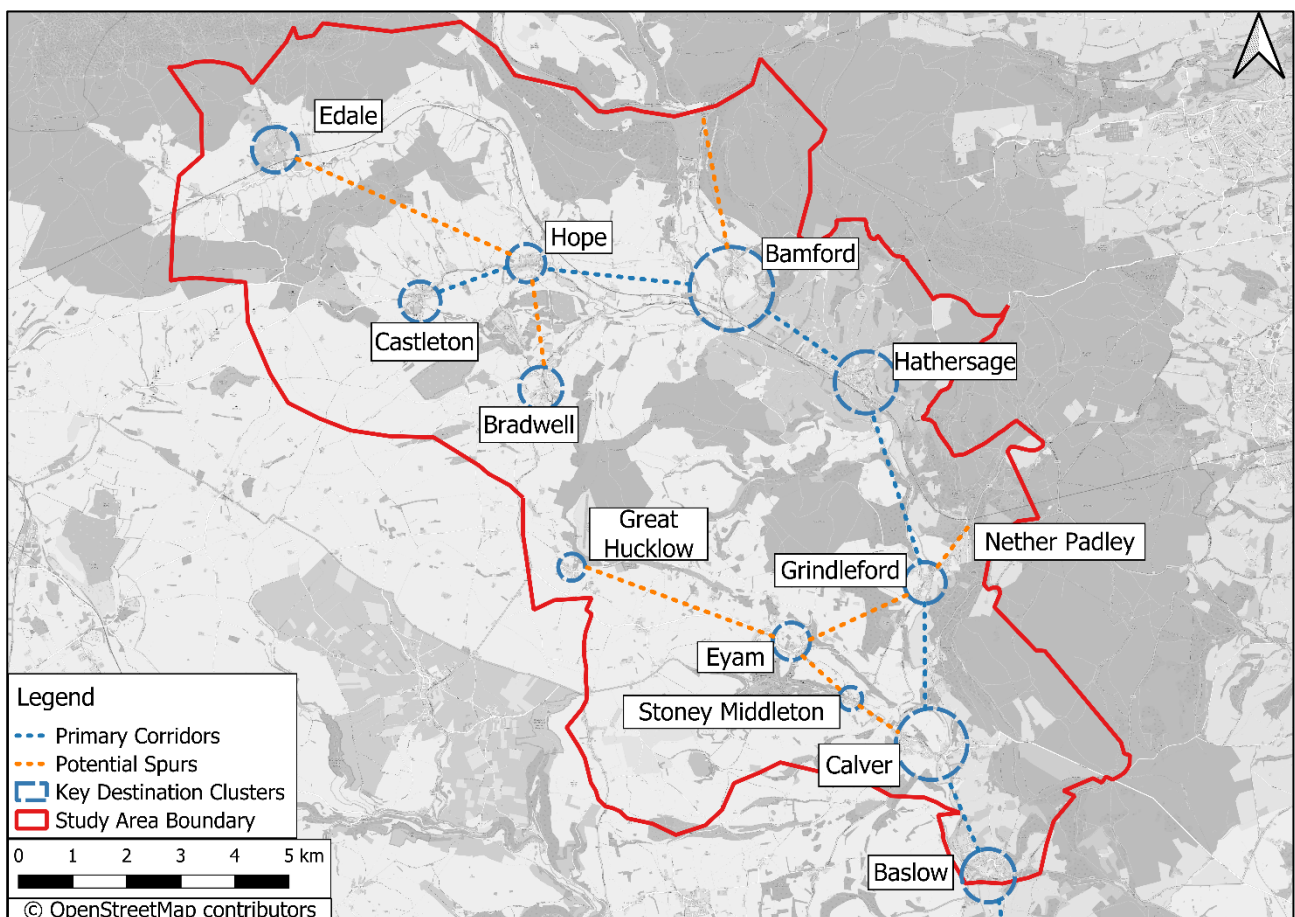 Edale
Hope
Bamford
Castleton
Hathersage
Bradwell
Great
Hucklow
Nether Padley
Grindleford
Eyam
Stoney Middleton
Calver
Baslow
Legend
Primary Corridors
Potential Spurs
Key Destination Clusters
Study Area Boundary
0 1 2 3 4 5 km
© OpenStreetMap contributors